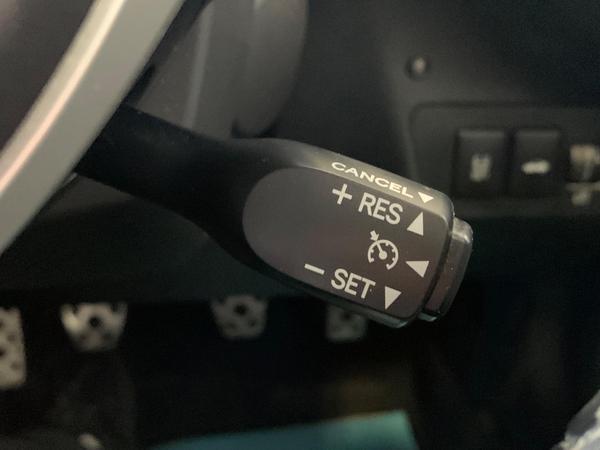 CANCEL
+ RES
- SET